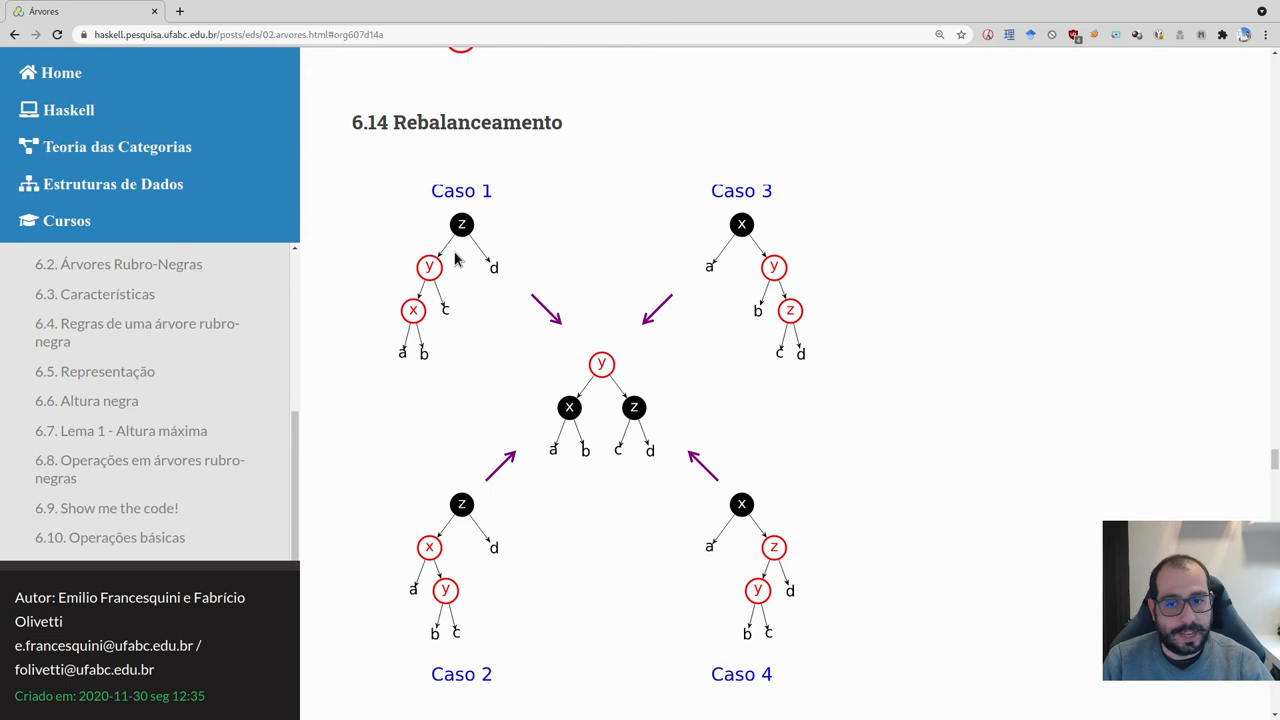 Árvores
haskell.pesquisa.ufabc.edu.br/posts/eds/02.arvores.html#org607d14a
Home
Haskell
Teoria das Categorias
Estruturas de Dados
Cursos
6.2. Árvores Rubro-Negras
6.3. Características
6.4. Regras de uma árvore rubro-
negra
6.5. Representação
6.6. Altura negra
6.7. Lema 1 - Altura máxima
6.8. Operações em árvores rubro-
negras
6.9. Show me the code!
6.10. Operações básicas
Autor: Emilio Francesquini e Fabrício
Olivetti
e.francesquini@ufabc.edu.br /
folivetti@ufabc.edu.br
Criado em: 2020-11-30 seg 12:35
6.14 Rebalanceamento
Caso 1
z
y d
x c
a b
Caso 3
x
a y
b z
c d
y
x z
a b c d
z
x d
a y
b c
Caso 2
x
a z
y d
b c
Caso 4